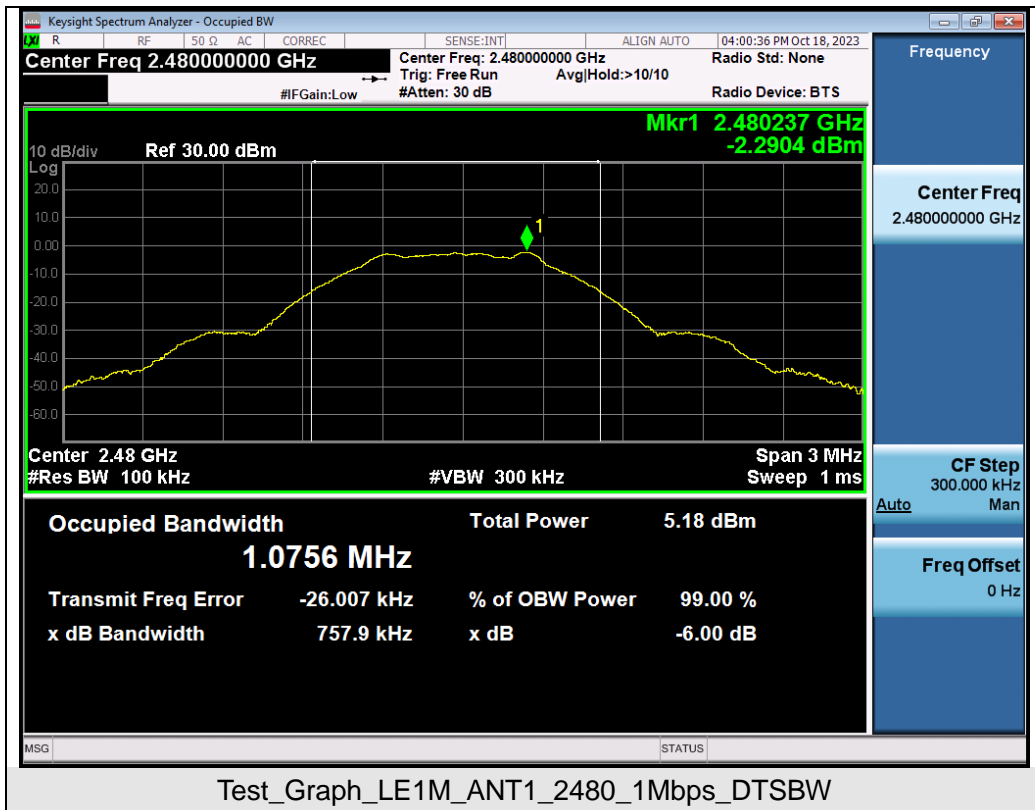 Keysight Spectrum Analyzer - Occupied BW
LXI R RF 50 Ω AC CORREC SENSE:INT ALIGN AUTO 04:00:36 PM Oct 18, 2023
Center Freq 2.480000000 GHz
Center Freq: 2.480000000 GHz
Radio Std: None
Trig: Free Run Avg|Hold:>10/10
#IFGain:Low
#Atten: 30 dB
Radio Device: BTS
Mkr1 2.480237 GHz
-2.2904 dBm
10 dB/div Ref 30.00 dBm
Log
20.0
10.0
0.00
-10.0
-20.0
-30.0
-40.0
-50.0
-60.0
1
Center 2.48 GHz Span 3 MHz
#Res BW 100 kHz #VBW 300 kHz Sweep 1 ms
Occupied Bandwidth Total Power 5.18 dBm
1.0756 MHz
Transmit Freq Error -26.007 kHz % of OBW Power 99.00 %
x dB Bandwidth 757.9 kHz x dB -6.00 dB
Frequency
Center Freq
2.480000000 GHz
CF Step
300.000 kHz
Auto Man
Freq Offset
0 Hz
MSG STATUS
Test_Graph_LE1M_ANT1_2480_1Mbps_DTSBW